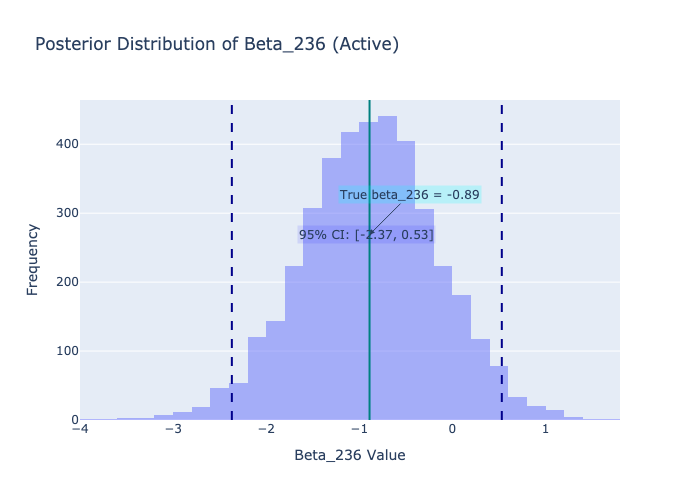 Posterior Distribution of Beta_236 (Active)
400
300
200
100
0
Frequency
True beta_236 = -0.89
95% CI: [-2.37, 0.53]
−4 −3 −2 −1 0 1
Beta_236 Value